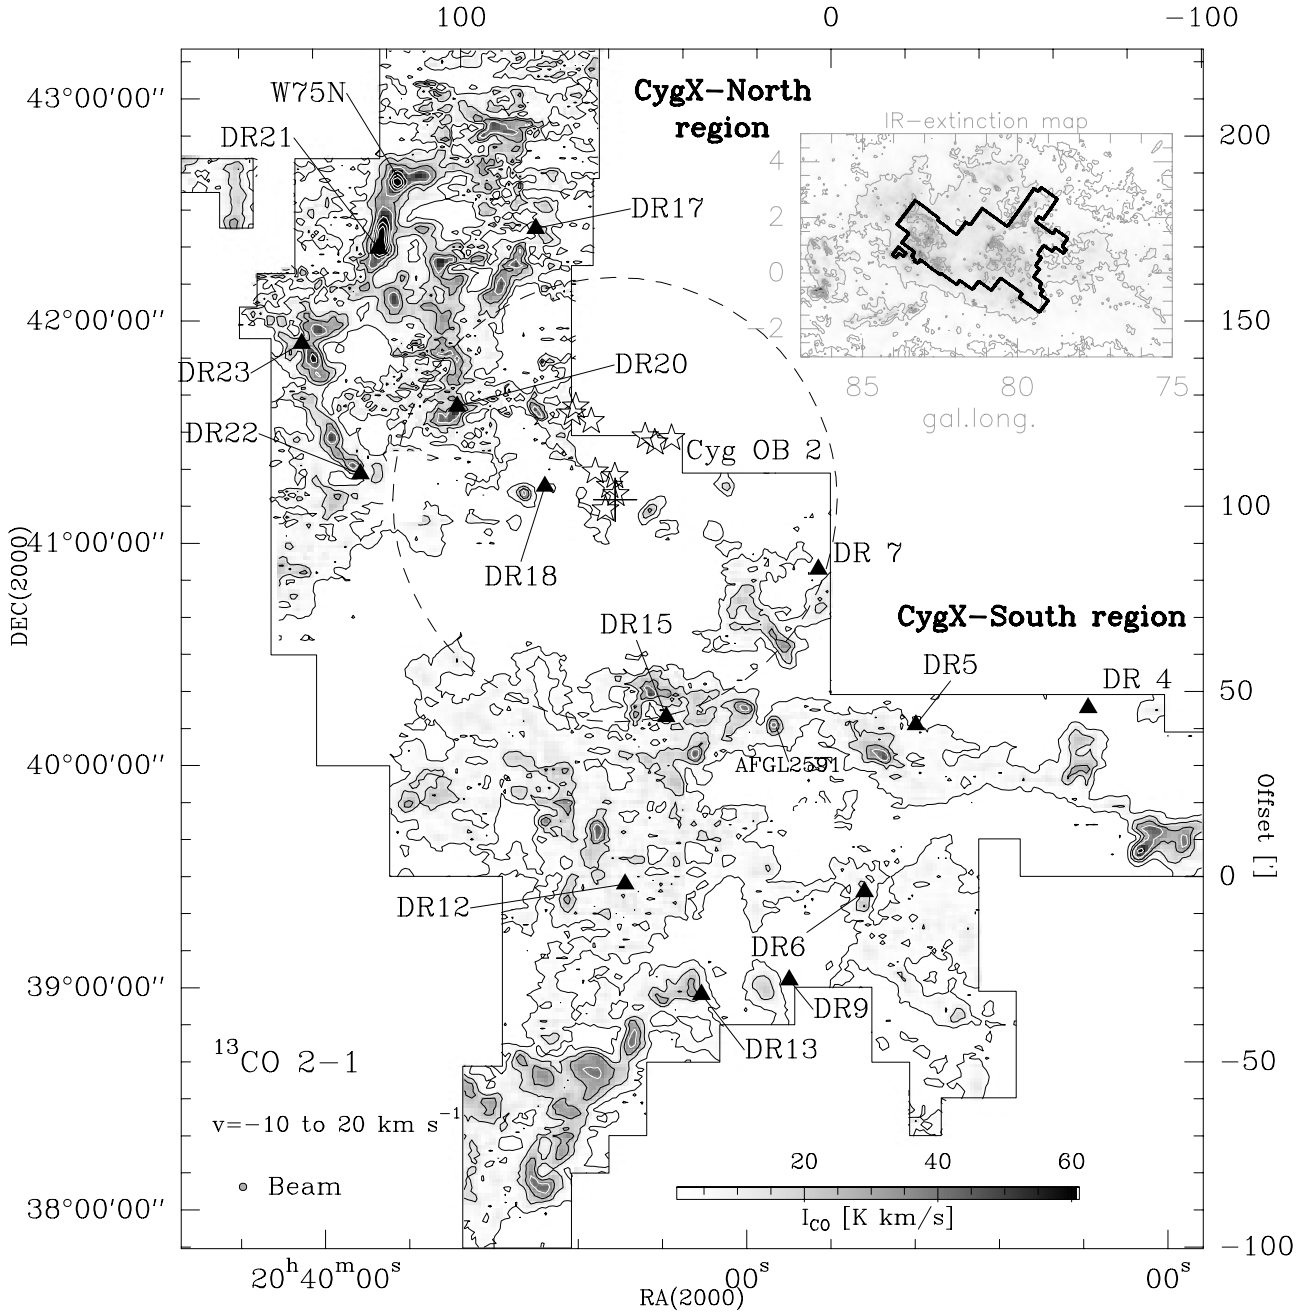 100 0 −100
43°00′00″
W75N
CygX−North
region
DR21
IR−extinction map
200
4
DR17
2
0
−2
42°00′00″
150
DR23
DR20
85 80 75
gal.long.
DR22
Cyg OB 2
100
41°00′00″
DR 7
DR18
DEC(2000)
DR15
CygX−South region
DR5
DR 4
50
AFGL2591
40°00′00″
Offset [′]
0
DR12
DR6
39°00′00″
DR9
DR13
¹³CO 2−1
−50
v=−10 to 20 km s⁻¹
20 40 60
Beam
38°00′00″
I_CO [K km/s]
−100
20ʰ40ᵐ00ˢ 00ˢ 00ˢ
RA(2000)